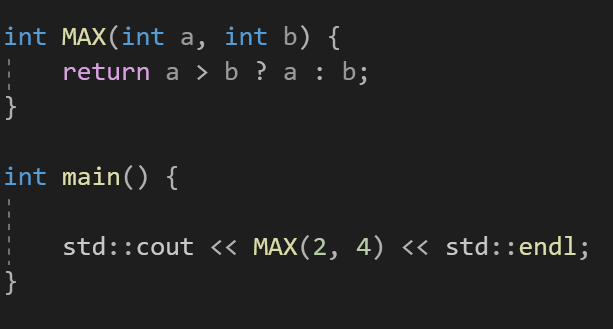 int MAX(int a, int b) {
    return a > b ? a : b;
}
int main() {
    std::cout << MAX(2, 4) << std::endl;
}